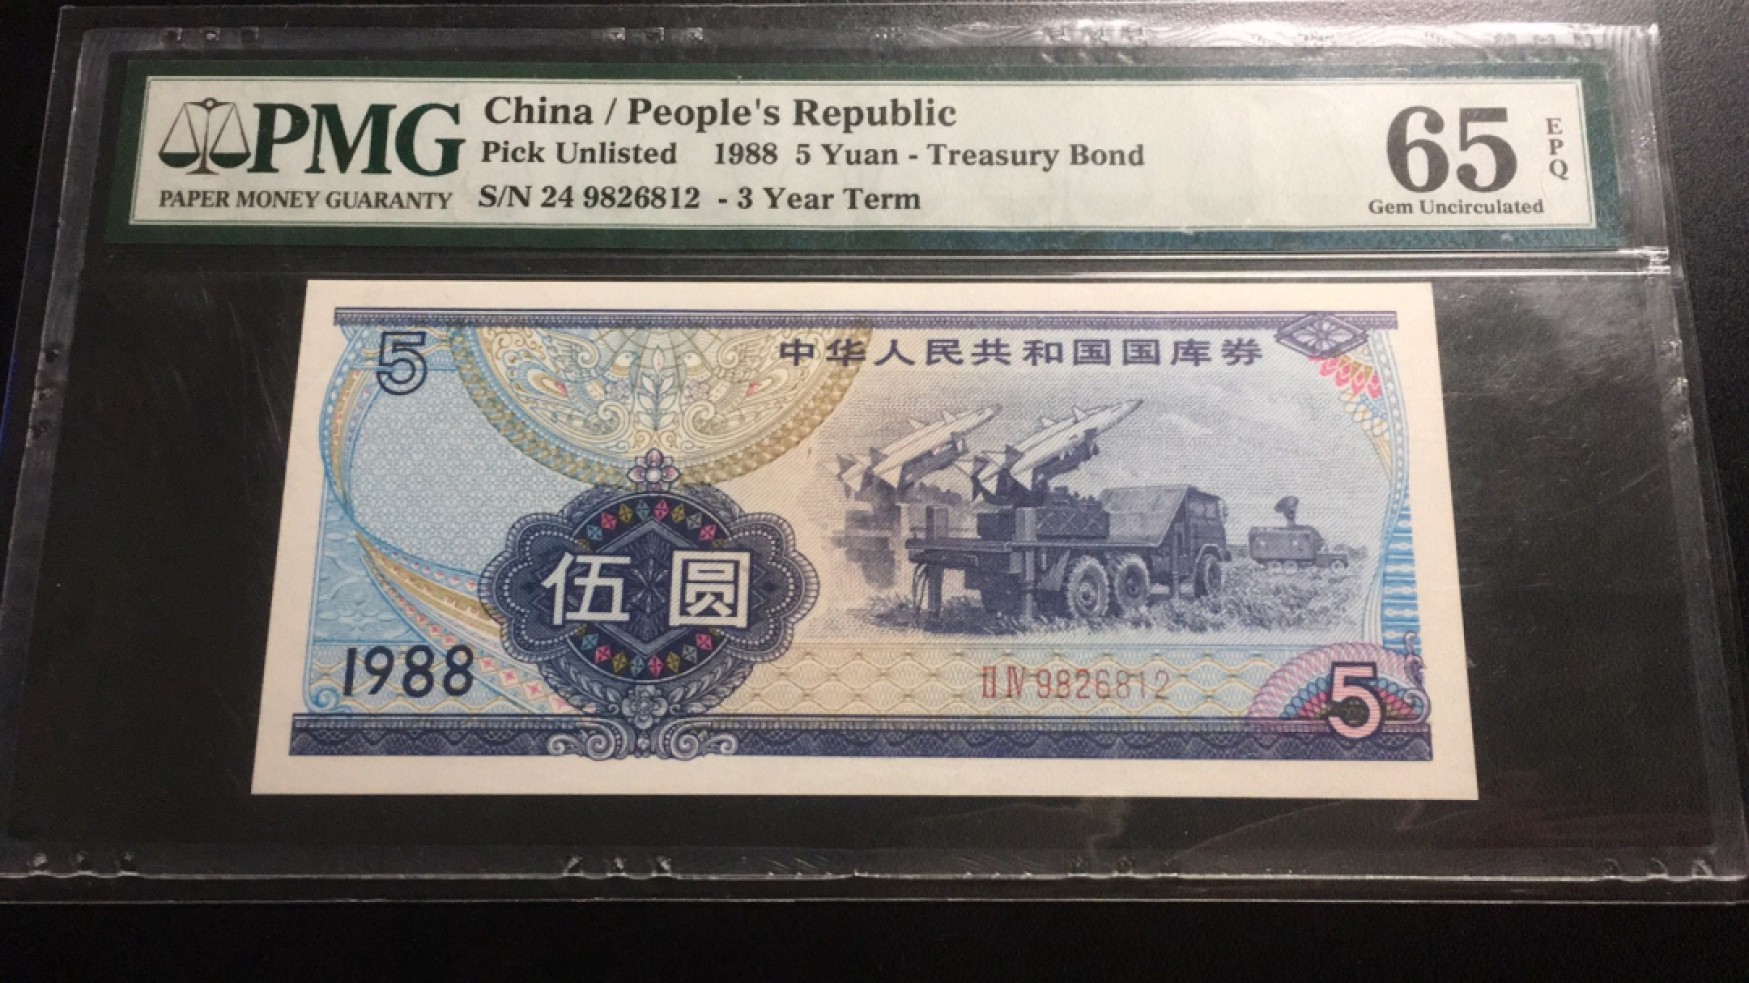 PMG
PAPER MONEY GUARANTY
China / People's Republic
Pick Unlisted 1988 5 Yuan - Treasury Bond
S/N 24 9826812 - 3 Year Term
65
EPQ
Gem Uncirculated
5
中华人民共和国国库券
伍圆
1988
II IV 9826812
5